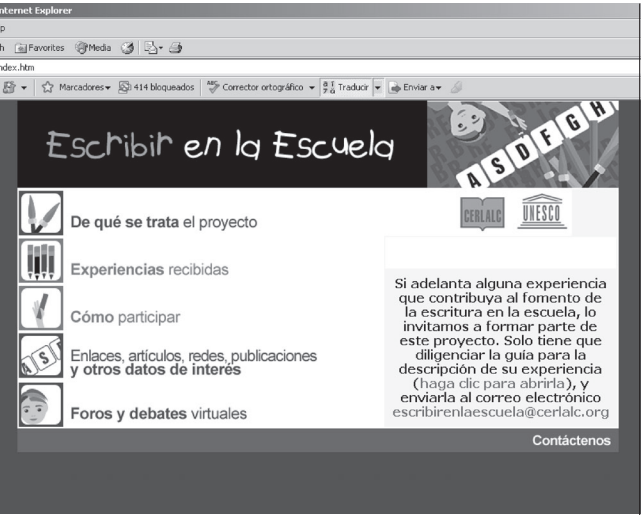 Internet Explorer
Favorites Media
ndex.htm
Marcadores 414 bloqueados ABC Corrector ortográfico Traducir Enviar a
Escribir en la Escuela
A S D F G H
De qué se trata el proyecto
Experiencias recibidas
Cómo participar
Enlaces, artículos, redes, publicaciones
y otros datos de interés
Foros y debates virtuales
CERLALC UNESCO
Si adelanta alguna experiencia
que contribuya al fomento de
la escritura en la escuela, lo
invitamos a formar parte de
este proyecto. Solo tiene que
diligenciar la guía para la
descripción de su experiencia
(haga clic para abrirla), y
enviarla al correo electrónico
escribirenlaescuela@cerlalc.org
Contáctenos